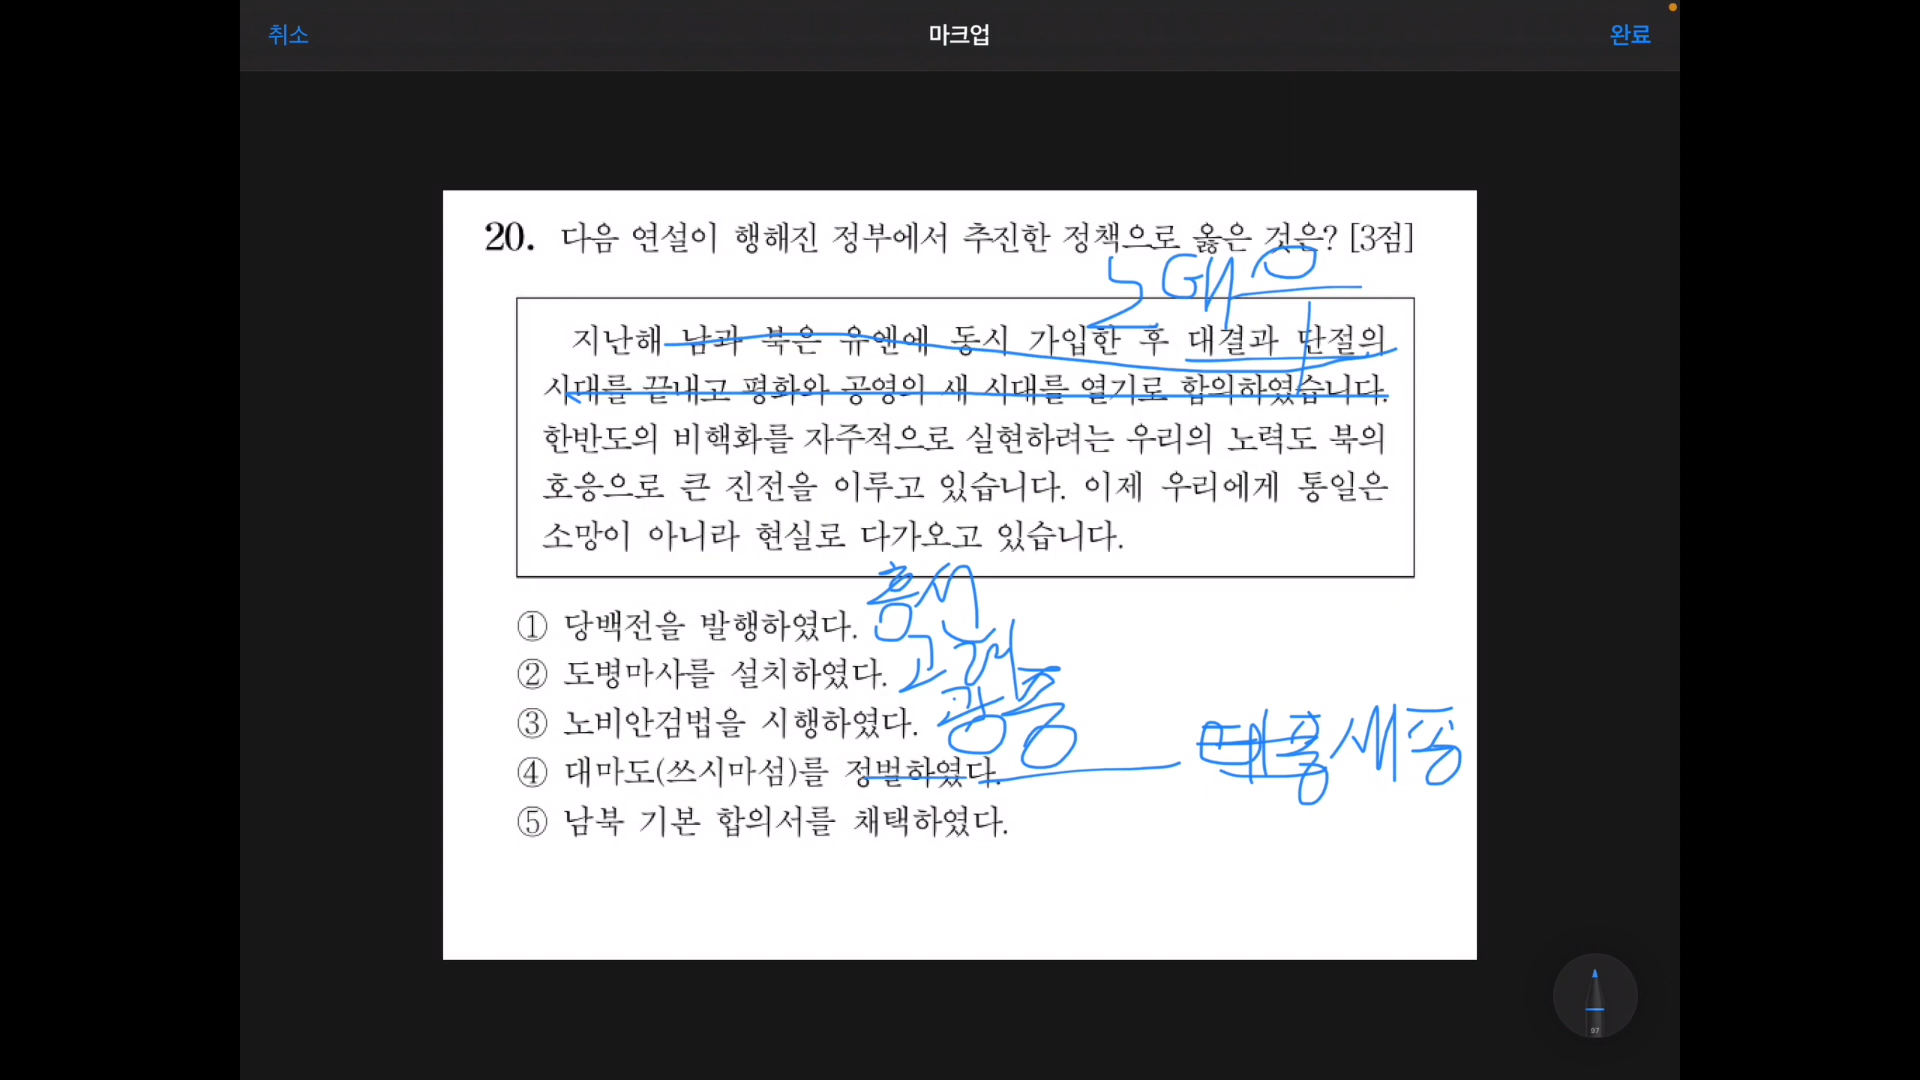 취소 마크업 완료
20. 다음 연설이 행해진 정부에서 추진한 정책으로 옳은 것은? [3점]
노태우
지난해 남과 북은 유엔에 동시 가입한 후 대결과 단절의
시대를 끝내고 평화와 공영의 새 시대를 열기로 합의하였습니다.
한반도의 비핵화를 자주적으로 실현하려는 우리의 노력도 북의
호응으로 큰 진전을 이루고 있습니다. 이제 우리에게 통일은
소망이 아니라 현실로 다가오고 있습니다.
① 당백전을 발행하였다. 흥선
② 도병마사를 설치하였다. 고려
③ 노비안검법을 시행하였다. 광종
④ 대마도(쓰시마섬)를 정벌하였다. 세종
⑤ 남북 기본 합의서를 채택하였다.
97